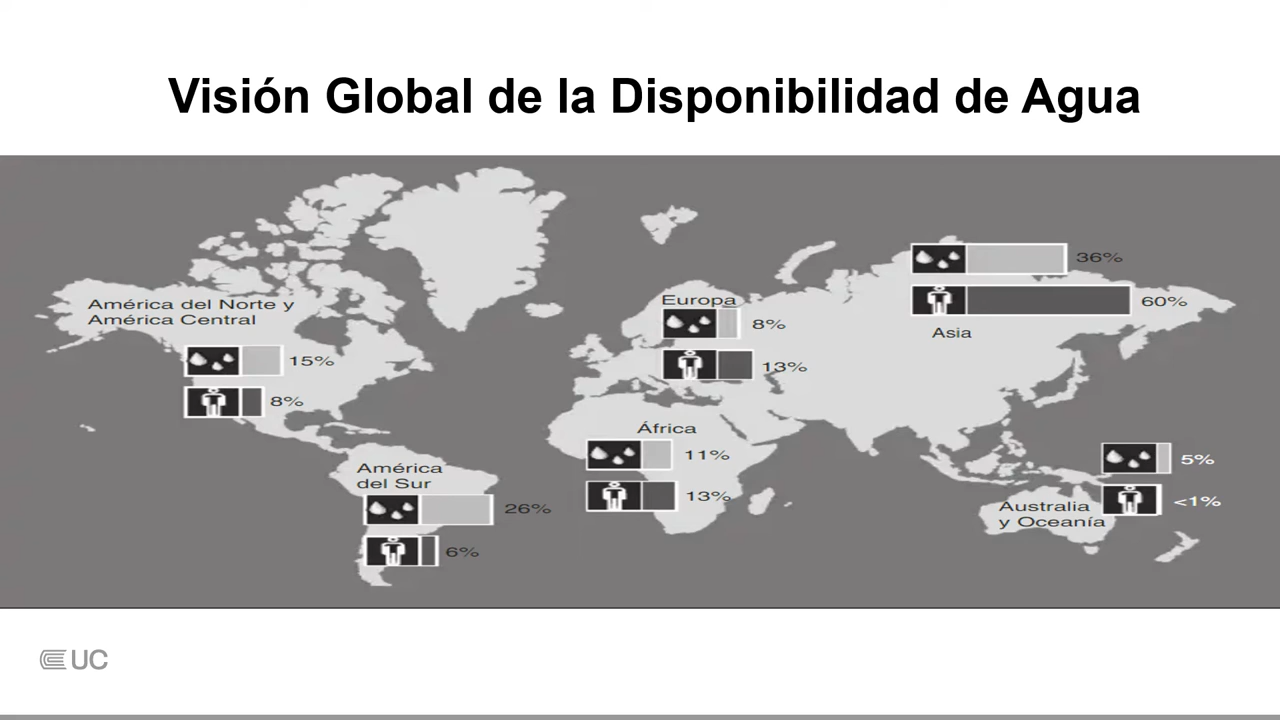 Visión Global de la Disponibilidad de Agua
América del Norte y
América Central
15%
8%
América
del Sur
26%
6%
Europa
8%
13%
África
11%
13%
36%
60%
Asia
5%
<1%
Australia
y Oceanía
UC